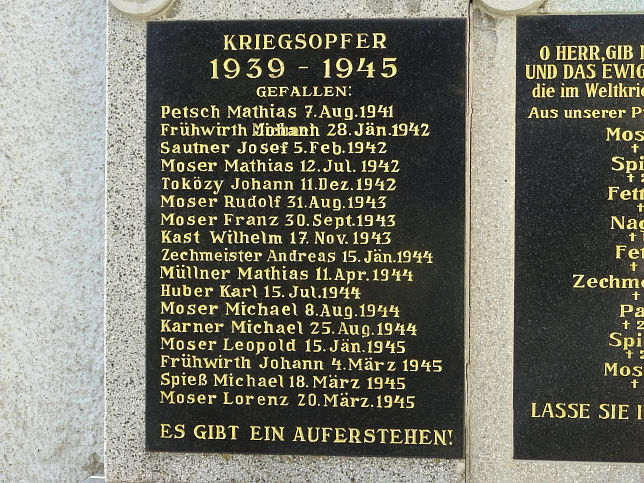 KRIEGSOPFER
1939 - 1945
GEFALLEN:
Petsch Mathias 7. Aug. 1941
Frühwirth 28. Jän. 1942
Sautner Josef 5. Feb. 1942
Moser Mathias 12. Jul. 1942
Toközy Johann 11. Dez. 1942
Moser Rudolf 31. Aug. 1943
Moser Franz 30. Sept. 1943
Kast Wilhelm 17. Nov. 1943
Zechmeister Andreas 15. Jän. 1944
Müllner Mathias 11. Apr. 1944
Huber Karl 15. Jul. 1944
Moser Michael 8. Aug. 1944
Karner Michael 25. Aug. 1944
Moser Leopold 15. Jän. 1945
Frühwirth Johann 4. März 1945
Spieß Michael 18. März 1945
Moser Lorenz 20. März. 1945
ES GIBT EIN AUFERSTEHEN!
O HERR, GIB
UND DAS EWIG
die im Weltkrie
Aus unserer
Mos
Spi
Fett
Nag
Fet
Zechme
Pa
Spi
Mos
LASSE SIE